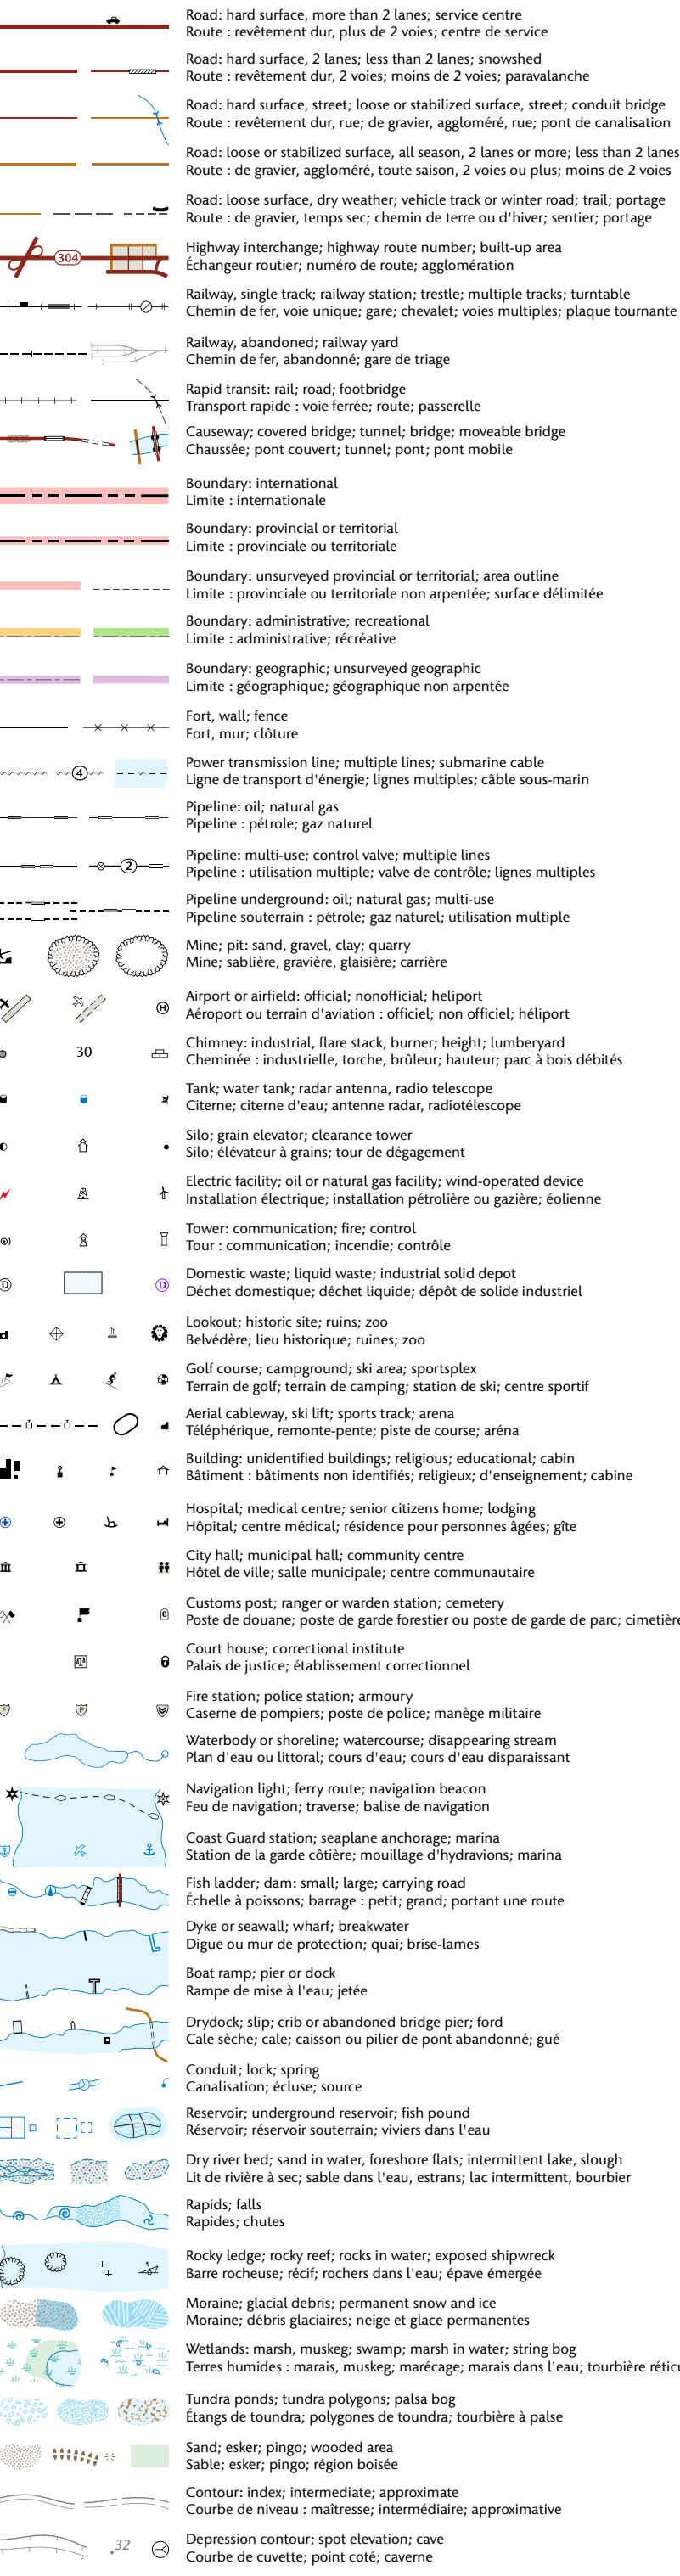 Road: hard surface, more than 2 lanes; service centre
Route : revêtement dur, plus de 2 voies; centre de service
Road: hard surface, 2 lanes; less than 2 lanes; snowshed
Route : revêtement dur, 2 voies; moins de 2 voies; paravalanche
Road: hard surface, street; loose or stabilized surface, street; conduit bridge
Route : revêtement dur, rue; de gravier, aggloméré, rue; pont de canalisation
Road: loose or stabilized surface, all season, 2 lanes or more; less than 2 lanes
Route : de gravier, aggloméré, toute saison, 2 voies ou plus; moins de 2 voies
Road: loose surface, dry weather; vehicle track or winter road; trail; portage
Route : de gravier, temps sec; chemin de terre ou d'hiver; sentier; portage
304
Highway interchange; highway route number; built-up area
Échangeur routier; numéro de route; agglomération
Railway, single track; railway station; trestle; multiple tracks; turntable
Chemin de fer, voie unique; gare; chevalet; voies multiples; plaque tournante
Railway, abandoned; railway yard
Chemin de fer, abandonné; gare de triage
Rapid transit: rail; road; footbridge
Transport rapide : voie ferrée; route; passerelle
Causeway; covered bridge; tunnel; bridge; moveable bridge
Chaussée; pont couvert; tunnel; pont; pont mobile
Boundary: international
Limite : internationale
Boundary: provincial or territorial
Limite : provinciale ou territoriale
Boundary: unsurveyed provincial or territorial; area outline
Limite : provinciale ou territoriale non arpentée; surface délimitée
Boundary: administrative; recreational
Limite : administrative; récréative
Boundary: geographic; unsurveyed geographic
Limite : géographique; géographique non arpentée
Fort, wall; fence
Fort, mur; clôture
4
Power transmission line; multiple lines; submarine cable
Ligne de transport d'énergie; lignes multiples; câble sous-marin
Pipeline: oil; natural gas
Pipeline : pétrole; gaz naturel
2
Pipeline: multi-use; control valve; multiple lines
Pipeline : utilisation multiple; valve de contrôle; lignes multiples
Pipeline underground: oil; natural gas; multi-use
Pipeline souterrain : pétrole; gaz naturel; utilisation multiple
Mine; pit: sand, gravel, clay; quarry
Mine; sablière, gravière, glaisière; carrière
H
Airport or airfield: official; nonofficial; heliport
Aéroport ou terrain d'aviation : officiel; non officiel; héliport
30
Chimney: industrial, flare stack, burner; height; lumberyard
Cheminée : industrielle, torche, brûleur; hauteur; parc à bois débités
Tank; water tank; radar antenna, radio telescope
Citerne; citerne d'eau; antenne radar, radiotélescope
Silo; grain elevator; clearance tower
Silo; élévateur à grains; tour de dégagement
Electric facility; oil or natural gas facility; wind-operated device
Installation électrique; installation pétrolière ou gazière; éolienne
Tower: communication; fire; control
Tour : communication; incendie; contrôle
D D
Domestic waste; liquid waste; industrial solid depot
Déchet domestique; déchet liquide; dépôt de solide industriel
Lookout; historic site; ruins; zoo
Belvédère; lieu historique; ruines; zoo
Golf course; campground; ski area; sportsplex
Terrain de golf; terrain de camping; station de ski; centre sportif
Aerial cableway, ski lift; sports track; arena
Téléphérique, remonte-pente; piste de course; aréna
Building: unidentified buildings; religious; educational; cabin
Bâtiment : bâtiments non identifiés; religieux; d'enseignement; cabine
Hospital; medical centre; senior citizens home; lodging
Hôpital; centre médical; résidence pour personnes âgées; gîte
City hall; municipal hall; community centre
Hôtel de ville; salle municipale; centre communautaire
C
Customs post; ranger or warden station; cemetery
Poste de douane; poste de garde forestier ou poste de garde de parc; cimetière
Court house; correctional institute
Palais de justice; établissement correctionnel
F P
Fire station; police station; armoury
Caserne de pompiers; poste de police; manège militaire
Waterbody or shoreline; watercourse; disappearing stream
Plan d'eau ou littoral; cours d'eau; cours d'eau disparaissant
Navigation light; ferry route; navigation beacon
Feu de navigation; traverse; balise de navigation
Coast Guard station; seaplane anchorage; marina
Station de la garde côtière; mouillage d'hydravions; marina
Fish ladder; dam: small; large; carrying road
Échelle à poissons; barrage : petit; grand; portant une route
Dyke or seawall; wharf; breakwater
Digue ou mur de protection; quai; brise-lames
Boat ramp; pier or dock
Rampe de mise à l'eau; jetée
Drydock; slip; crib or abandoned bridge pier; ford
Cale sèche; cale; caisson ou pilier de pont abandonné; gué
Conduit; lock; spring
Canalisation; écluse; source
Reservoir; underground reservoir; fish pound
Réservoir; réservoir souterrain; viviers dans l'eau
Dry river bed; sand in water, foreshore flats; intermittent lake, slough
Lit de rivière à sec; sable dans l'eau, estrans; lac intermittent, bourbier
Rapids; falls
Rapides; chutes
Rocky ledge; rocky reef; rocks in water; exposed shipwreck
Barre rocheuse; récif; rochers dans l'eau; épave émergée
Moraine; glacial debris; permanent snow and ice
Moraine; débris glaciaires; neige et glace permanentes
Wetlands: marsh, muskeg; swamp; marsh in water; string bog
Terres humides : marais, muskeg; marécage; marais dans l'eau; tourbière
Tundra ponds; tundra polygons; palsa bog
Étangs de toundra; polygones de toundra; tourbière à palse
Sand; esker; pingo; wooded area
Sable; esker; pingo; région boisée
Contour: index; intermediate; approximate
Courbe de niveau : maîtresse; intermédiaire; approximative
.32
Depression contour; spot elevation; cave
Courbe de cuvette; point coté; caverne